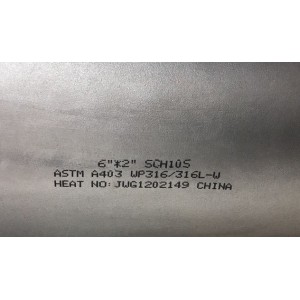 6"*2" SCH10S
ASTM A403 WP316/316L-W
HEAT NO:JWG1202149 CHINA